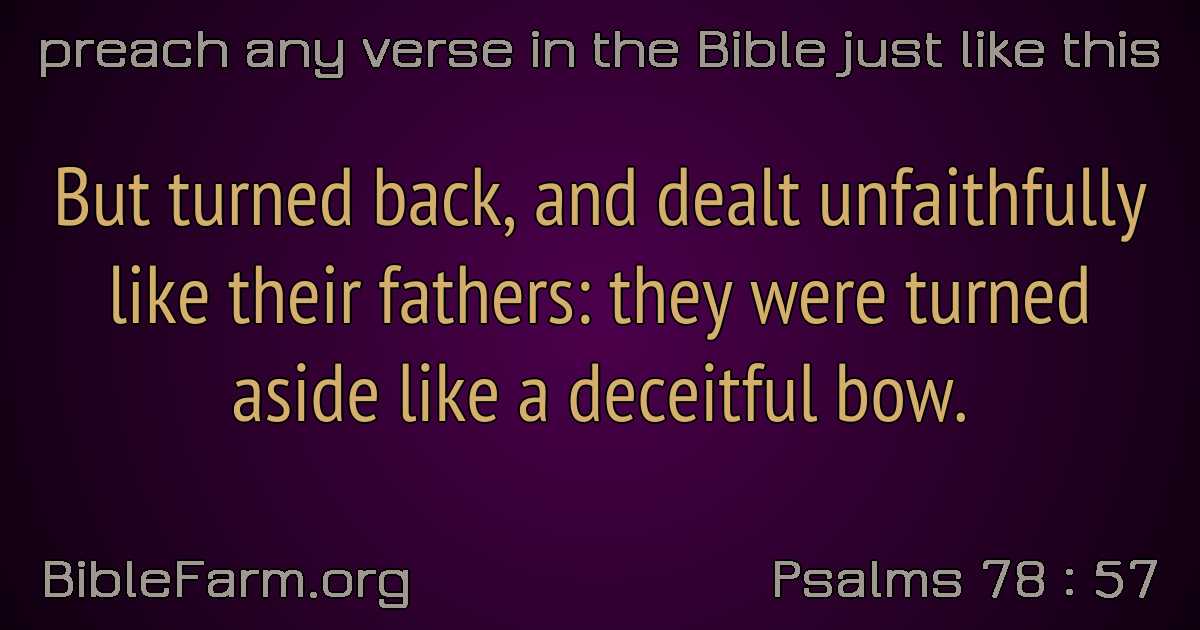 preach any verse in the Bible just like this
But turned back, and dealt unfaithfully
like their fathers: they were turned
aside like a deceitful bow.
BibleFarm.org
Psalms 78 : 57